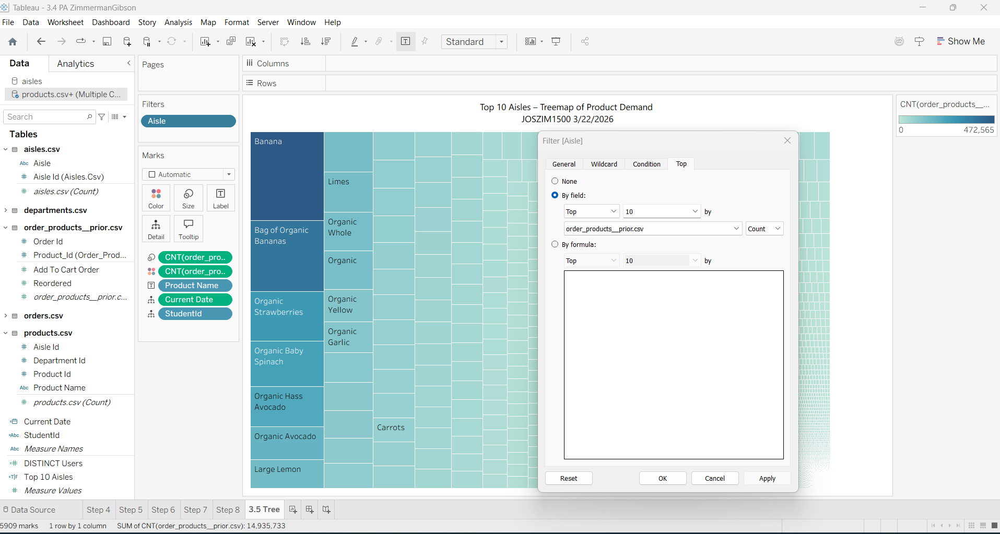 Tableau - 3.4 PA ZimmermanGibson
File Data Worksheet Dashboard Story Analysis Map Format Server Window Help
Standard
Show Me
Data Analytics
aisles
products.csv+ (Multiple C...
Search
Tables
aisles.csv
Abc Aisle
# Aisle Id (Aisles.Csv)
# aisles.csv (Count)
departments.csv
order_products__prior.csv
# Order Id
# Product_Id (Order_Prod...
# Add To Cart Order
# Reordered
# order_products__prior.c...
orders.csv
products.csv
# Aisle Id
# Department Id
# Product Id
Abc Product Name
# products.csv (Count)
Current Date
=Abc StudentId
Abc Measure Names
=# DISTINCT Users
=T|F Top 10 Aisles
# Measure Values
Pages
Filters
Aisle
Marks
Automatic
Color Size Label
Detail Tooltip
CNT(order_pro..
CNT(order_pro..
Product Name
Current Date
StudentId
Columns
Rows
Top 10 Aisles – Treemap of Product Demand
JOSZIM1500 3/22/2026
Banana
Bag of Organic
Bananas
Organic
Strawberries
Organic Baby
Spinach
Organic Hass
Avocado
Organic Avocado
Large Lemon
Limes
Organic
Whole
Organic
Organic
Yellow
Organic
Garlic
Carrots
Filter [Aisle]
General Wildcard Condition Top
None
By field:
Top 10 by
order_products__prior.csv Count
By formula:
Top 10 by
Reset OK Cancel Apply
CNT(order_products__...
0 472,565
Data Source Step 4 Step 5 Step 6 Step 7 Step 8 3.5 Tree
5909 marks 1 row by 1 column SUM of CNT(order_products__prior.csv): 14,935,733